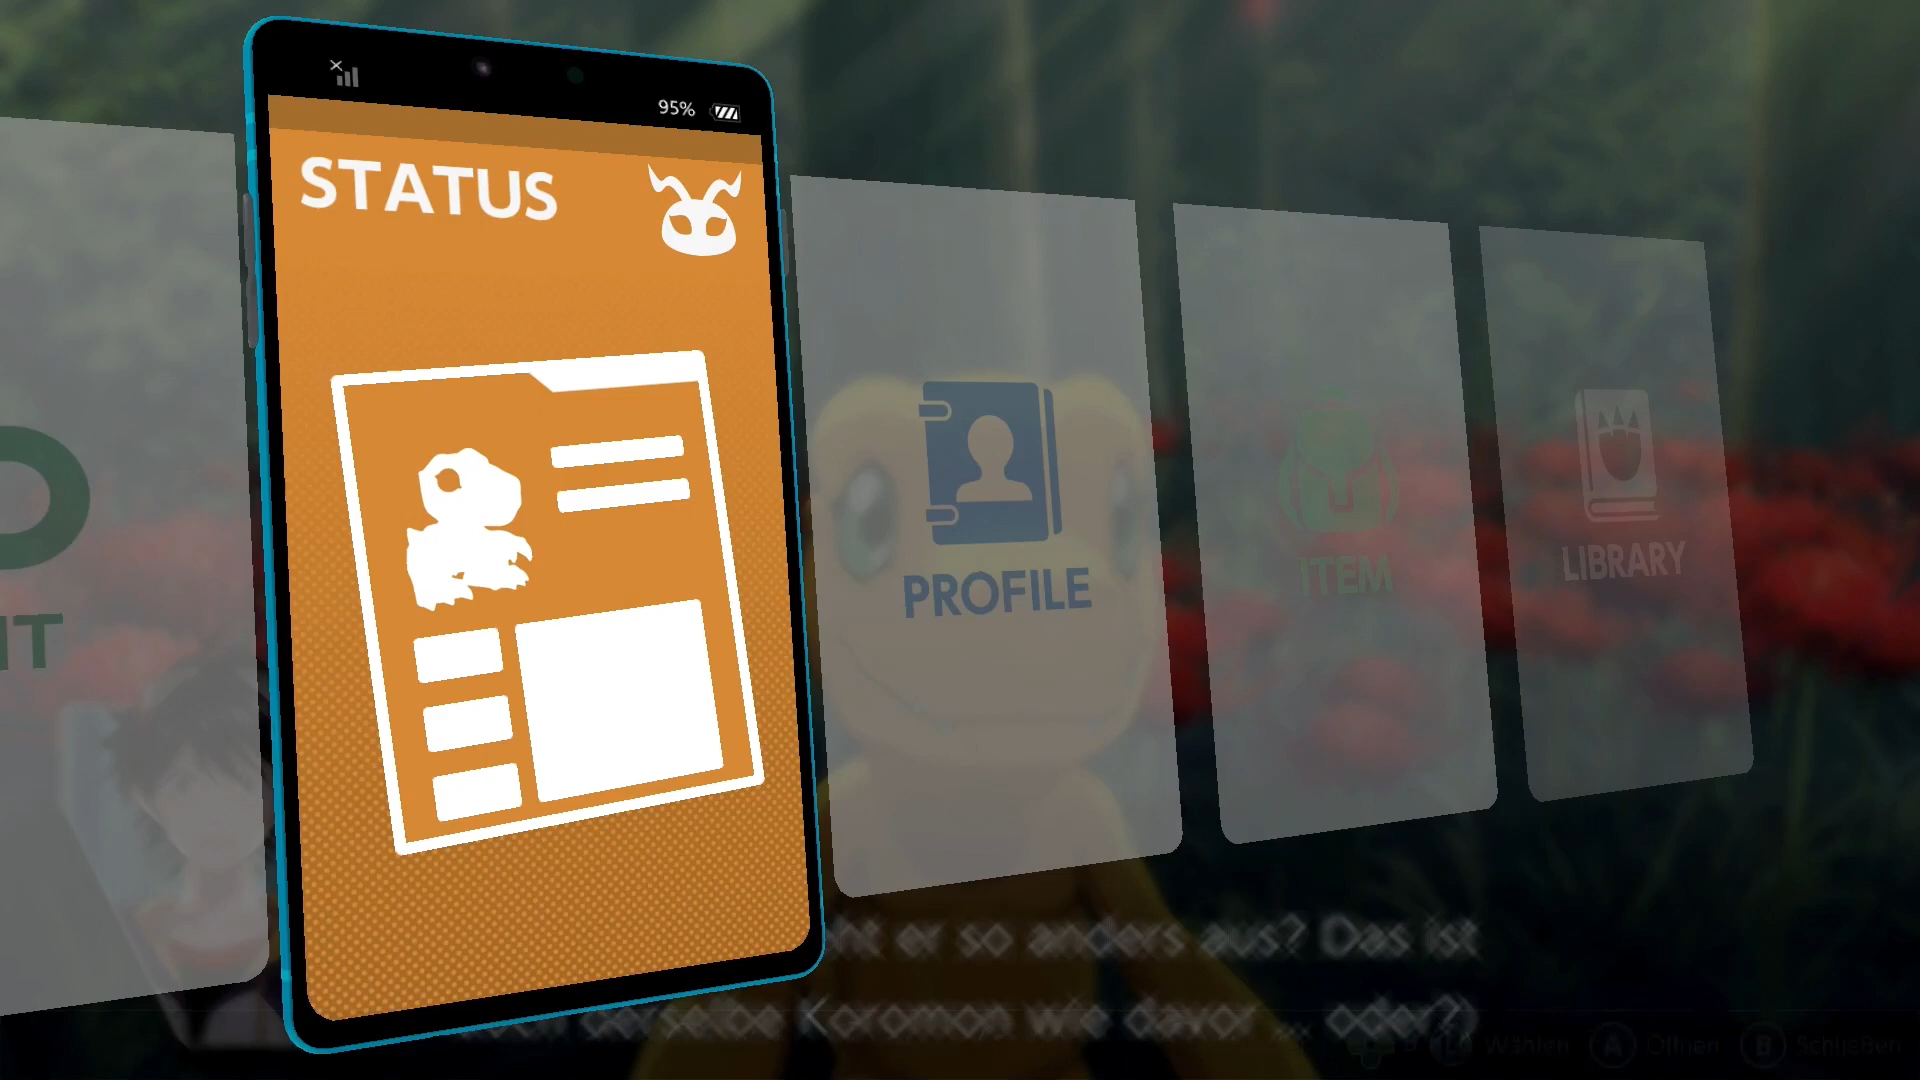 95%
STATUS
PROFILE
ITEM
LIBRARY
er so anders aus? Das ist
derselbe Koromon wie davor ... oder?)
Wählen A Öffnen B Schließen